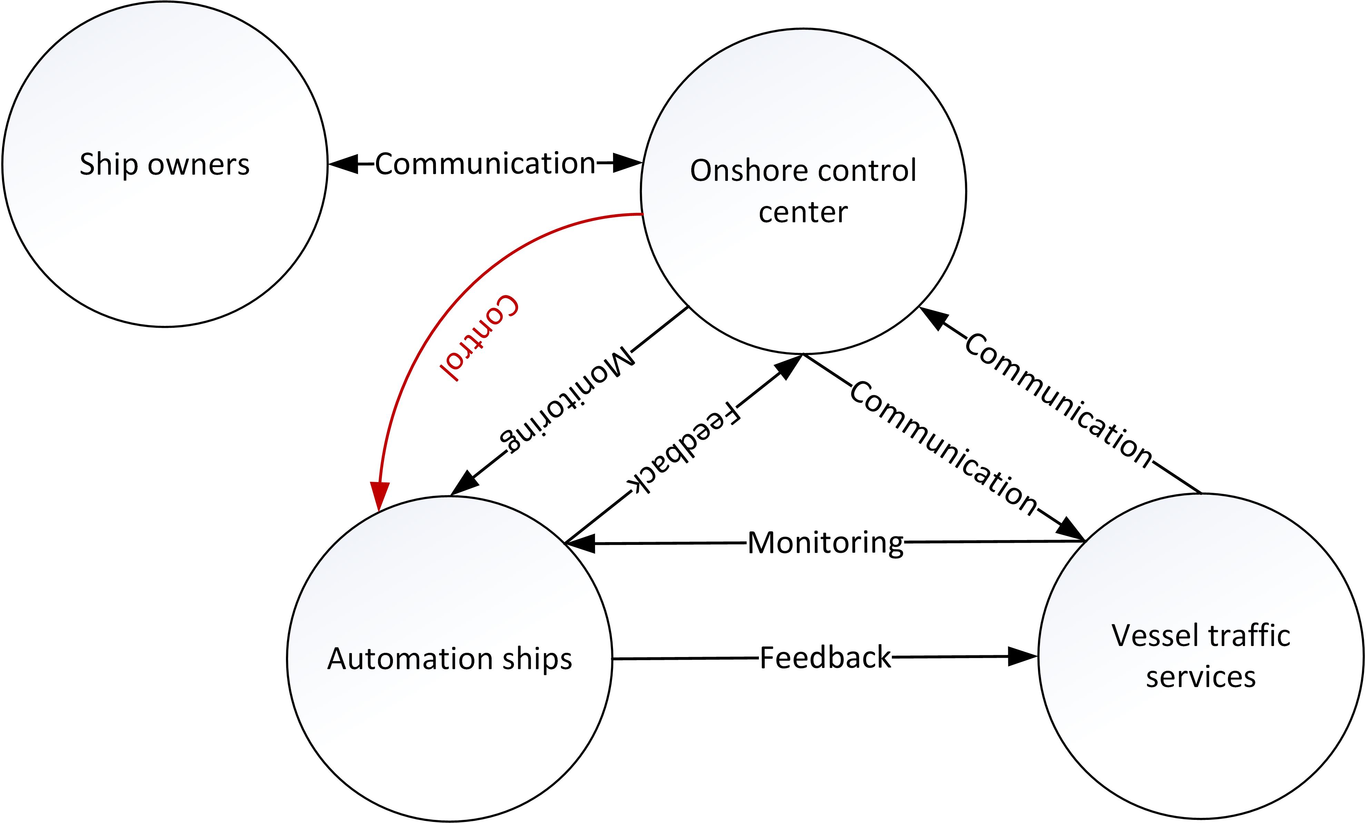 Ship owners
Communication
Onshore control
center
Control
Monitoring
Feedback
Communication
Communication
Monitoring
Automation ships
Feedback
Vessel traffic
services